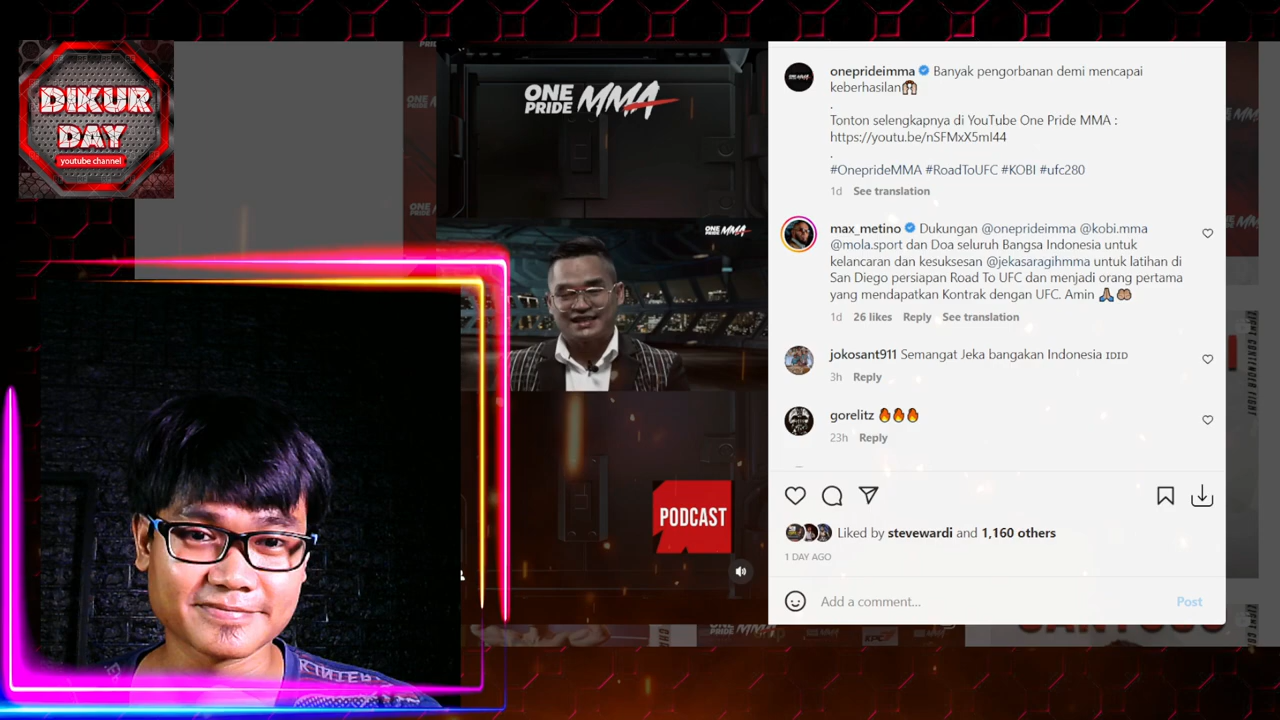 DIKUR
DAY
youtube channel
ONE
PRIDE MMA
ONE
PRIDE MMA
PODCAST
oneprideimma Banyak pengorbanan demi mencapai
keberhasilan
.
Tonton selengkapnya di YouTube One Pride MMA :
https://youtu.be/nSFMxX5ml44
.
#OneprideMMA #RoadToUFC #KOBI #ufc280
1d See translation
max_metino Dukungan @oneprideimma @kobi.mma
@mola.sport dan Doa seluruh Bangsa Indonesia untuk
kelancaran dan kesuksesan @jekasaragihmma untuk latihan di
San Diego persiapan Road To UFC dan menjadi orang pertama
yang mendapatkan Kontrak dengan UFC. Amin 🙏🏽🤲🏽
1d 26 likes Reply See translation
jokosant911 Semangat Jeka bangakan Indonesia ɪᴅɪᴅ
3h Reply
gorelitz 🔥🔥🔥
23h Reply
Liked by stevewardi and 1,160 others
1 DAY AGO
Add a comment...
Post